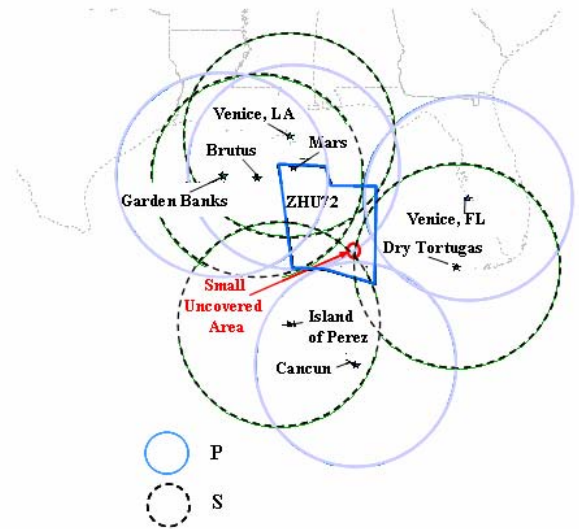 Venice, LA
Mars
Brutus
Garden Banks
ZHU72
Venice, FL
Dry Tortugas
Small
Uncovered
Area
Island
of Perez
Cancun
P
S